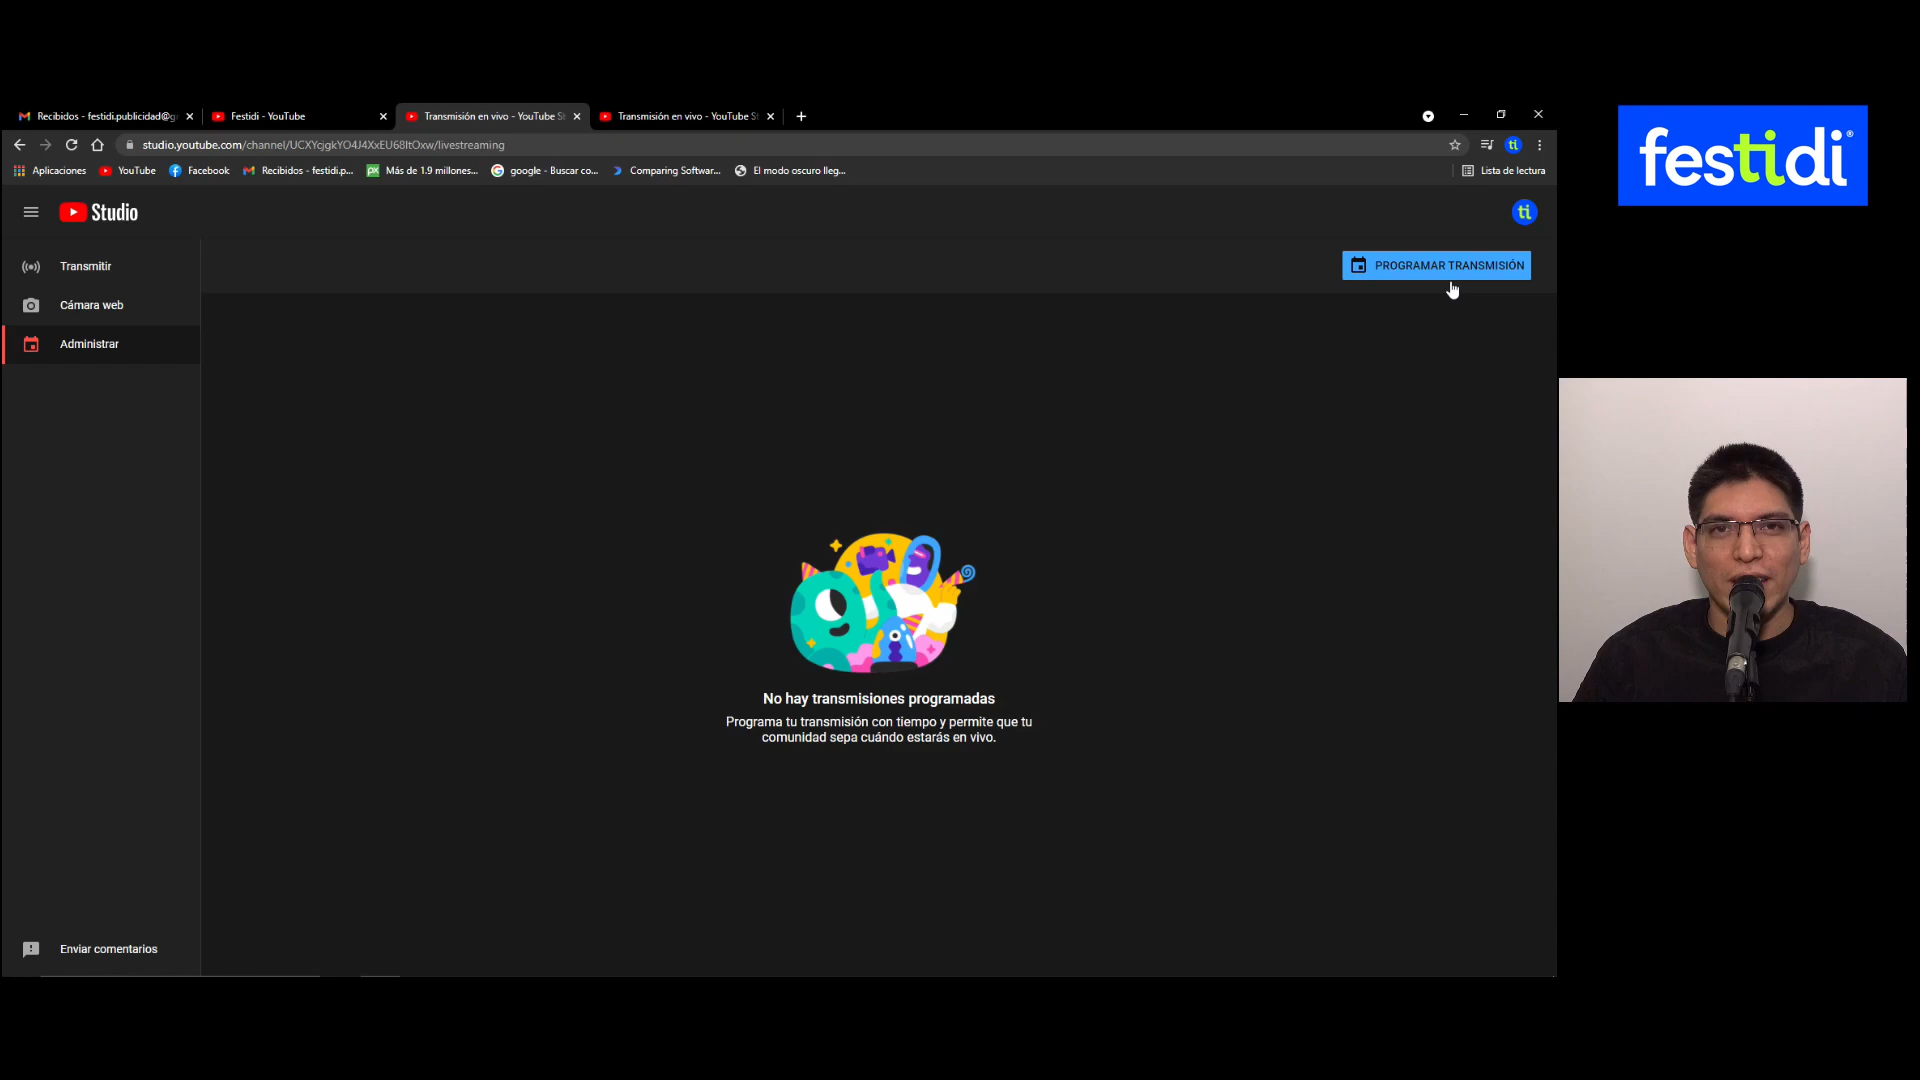 Recibidos - festidi.publicidad@g
Festidi - YouTube
Transmisión en vivo - YouTube S
Transmisión en vivo - YouTube S
studio.youtube.com/channel/UCXYqjgkYO4J4XxEU68ltOxw/livestreaming
Aplicaciones
YouTube
Facebook
Recibidos - festidi.p...
Más de 1.9 millones...
google - Buscar co...
Comparing Softwar...
El modo oscuro lleg...
Lista de lectura
Studio
ti
Transmitir
PROGRAMAR TRANSMISIÓN
Cámara web
Administrar
No hay transmisiones programadas
Programa tu transmisión con tiempo y permite que tu
comunidad sepa cuándo estarás en vivo.
Enviar comentarios
festidi®